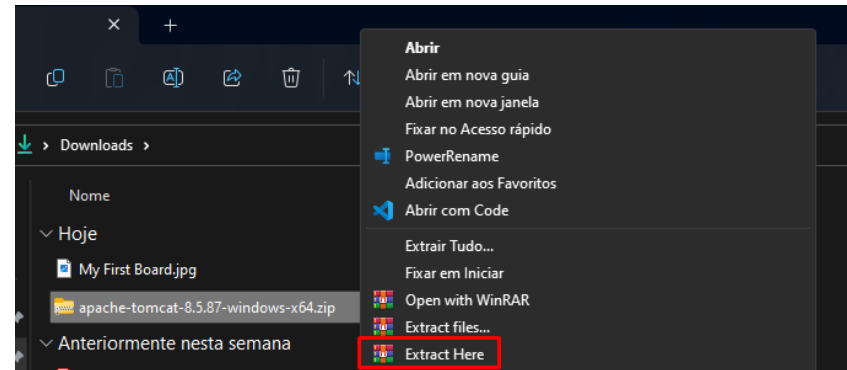 Downloads
Nome
Hoje
My First Board.jpg
apache-tomcat-8.5.87-windows-x64.zip
Anteriormente nesta semana
Abrir
Abrir em nova guia
Abrir em nova janela
Fixar no Acesso rápido
PowerRename
Adicionar aos Favoritos
Abrir com Code
Extrair Tudo...
Fixar em Iniciar
Open with WinRAR
Extract files...
Extract Here